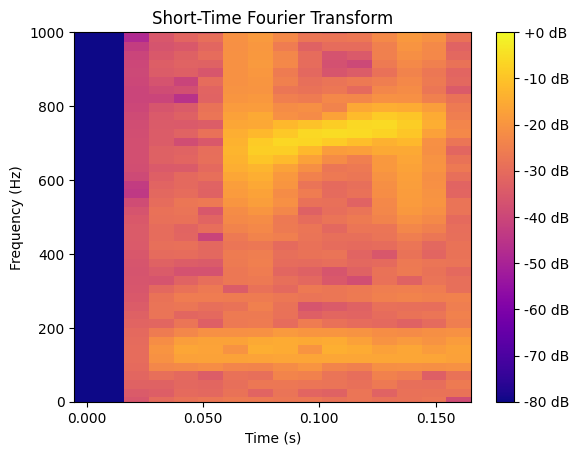 Short-Time Fourier Transform
1000
800
600
400
200
0
Frequency (Hz)
0.000
0.050
0.100
0.150
Time (s)
+0 dB
-10 dB
-20 dB
-30 dB
-40 dB
-50 dB
-60 dB
-70 dB
-80 dB